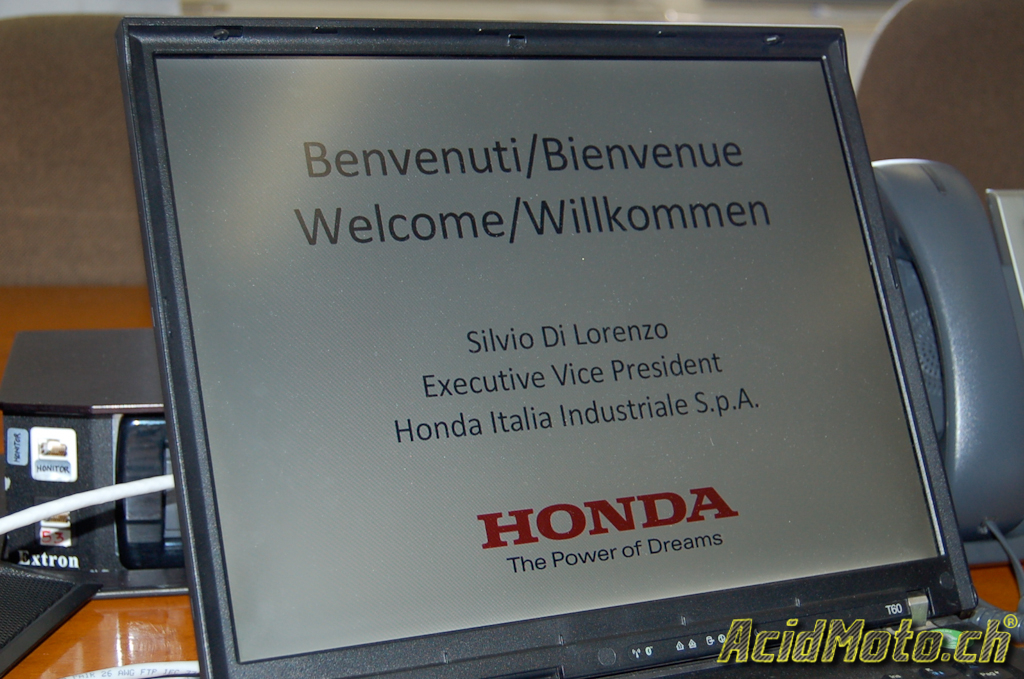 Benvenuti/Bienvenue
Welcome/Willkommen
Silvio Di Lorenzo
Executive Vice President
Honda Italia Industriale S.p.A.
HONDA
The Power of Dreams
T60
MONITOR
MONITOR
Extron
AcidMoto.ch®